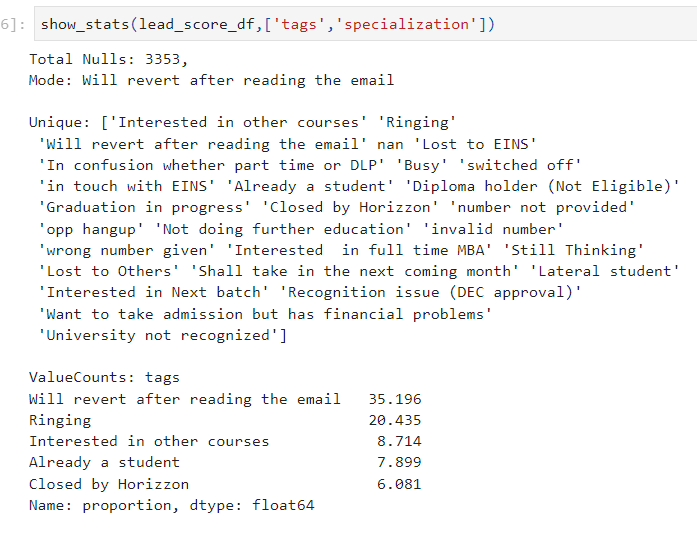 6]: show_stats(lead_score_df,['tags','specialization'])
Total Nulls: 3353,
Mode: Will revert after reading the email
Unique: ['Interested in other courses' 'Ringing'
'Will revert after reading the email' nan 'Lost to EINS'
'In confusion whether part time or DLP' 'Busy' 'switched off'
'in touch with EINS' 'Already a student' 'Diploma holder (Not Eligible)'
'Graduation in progress' 'Closed by Horizzon' 'number not provided'
'opp hangup' 'Not doing further education' 'invalid number'
'wrong number given' 'Interested  in full time MBA' 'Still Thinking'
'Lost to Others' 'Shall take in the next coming month' 'Lateral student'
'Interested in Next batch' 'Recognition issue (DEC approval)'
'Want to take admission but has financial problems'
'University not recognized']
ValueCounts: tags
Will revert after reading the email   35.196
Ringing                               20.435
Interested in other courses            8.714
Already a student                      7.899
Closed by Horizzon                     6.081
Name: proportion, dtype: float64